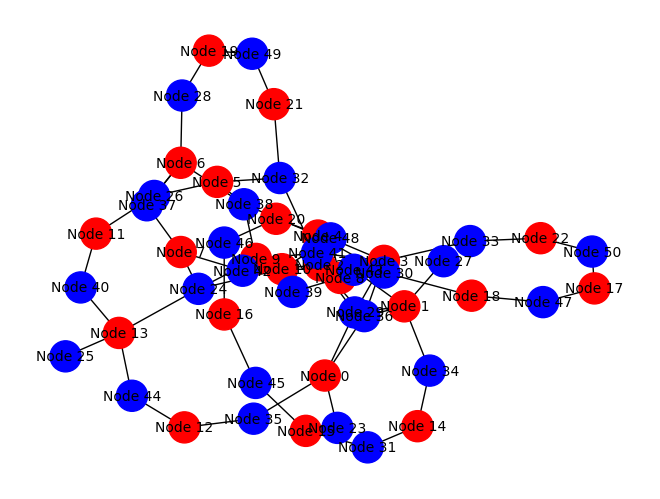 Node 49
Node 28
Node 21
Node 6
Node 5
Node 32
Node 26
Node 37
Node 38
Node 20
Node 11
Node 48
Node 46
Node 33
Node 22
Node 50
Node 7
Node 9
Node 41
Node 3
Node 27
Node 30
Node 40
Node 24
Node 39
Node 18
Node 47
Node 17
Node 1
Node 16
Node 36
Node 13
Node 25
Node 34
Node 0
Node 45
Node 44
Node 35
Node 12
Node 23
Node 14
Node 31